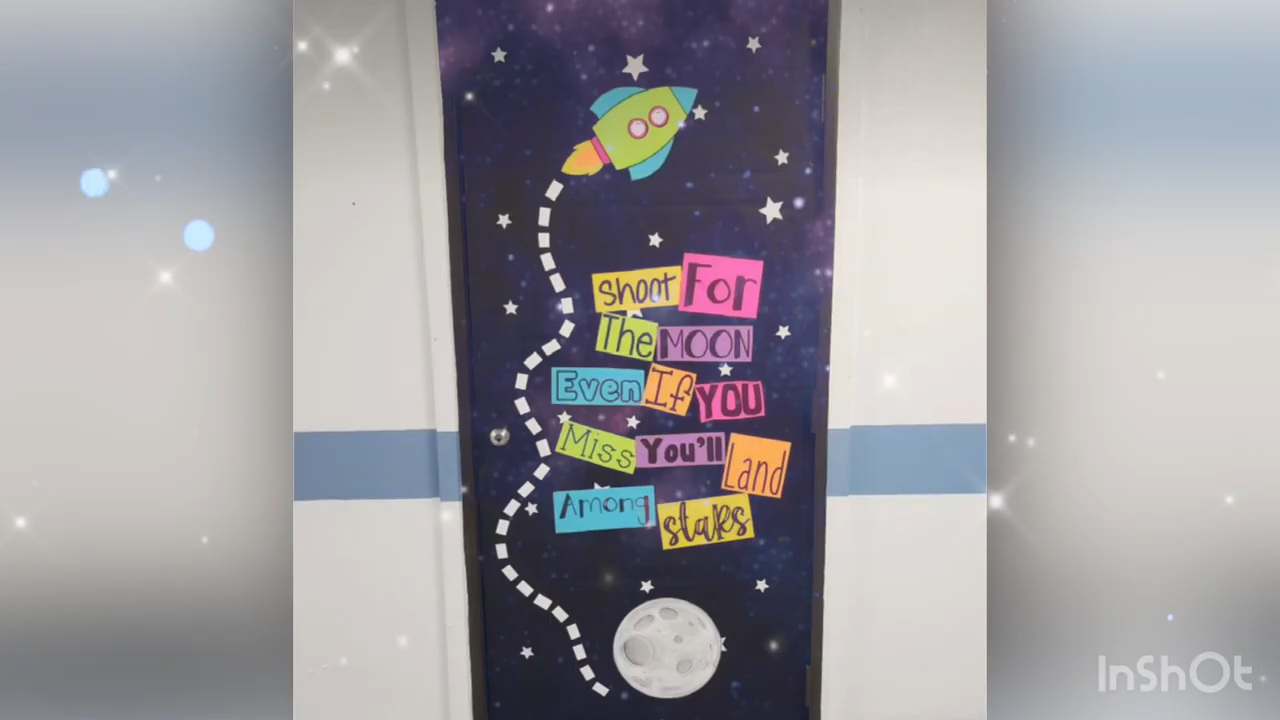 Shoot For
The MOON
Even If YOU
Miss You'll Land
Among stars
InShOt